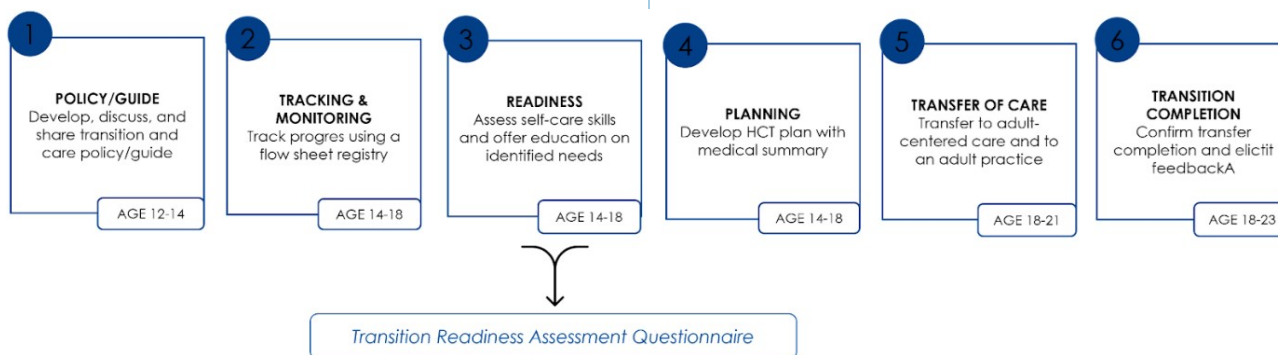 1
POLICY/GUIDE
Develop, discuss, and
share transition and
care policy/guide
AGE 12-14
2
TRACKING &
MONITORING
Track progres using a
flow sheet registry
AGE 14-18
3
READINESS
Assess self-care skills
and offer education on
identified needs
AGE 14-18
4
PLANNING
Develop HCT plan with
medical summary
AGE 14-18
5
TRANSFER OF CARE
Transfer to adult-
centered care and to
an adult practice
AGE 18-21
6
TRANSITION
COMPLETION
Confirm transfer
completion and elictit
feedbackA
AGE 18-23
Transition Readiness Assessment Questionnaire